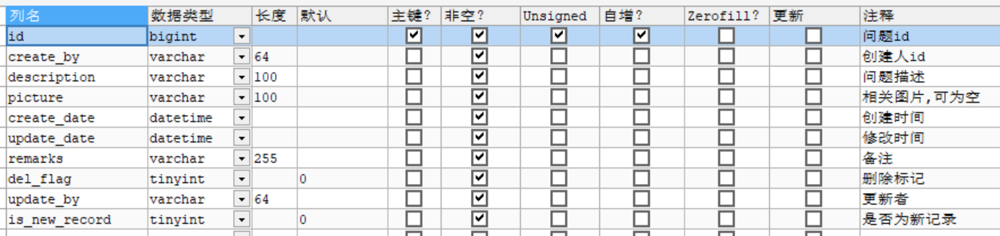 列名 数据类型 长度 默认 主键? 非空? Unsigned 自增? Zerofill? 更新 注释
id bigint 问题id
create_by varchar 64 创建人id
description varchar 100 问题描述
picture varchar 100 相关图片,可为空
create_date datetime 创建时间
update_date datetime 修改时间
remarks varchar 255 备注
del_flag tinyint 0 删除标记
update_by varchar 64 更新者
is_new_record tinyint 0 是否为新记录